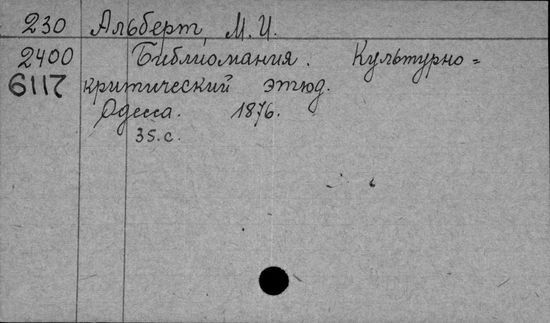 230 Альберт, М. И.
2400 Библиомания. Культурно=
6117 критический этюд.
Одесса. 1876.
35. с.